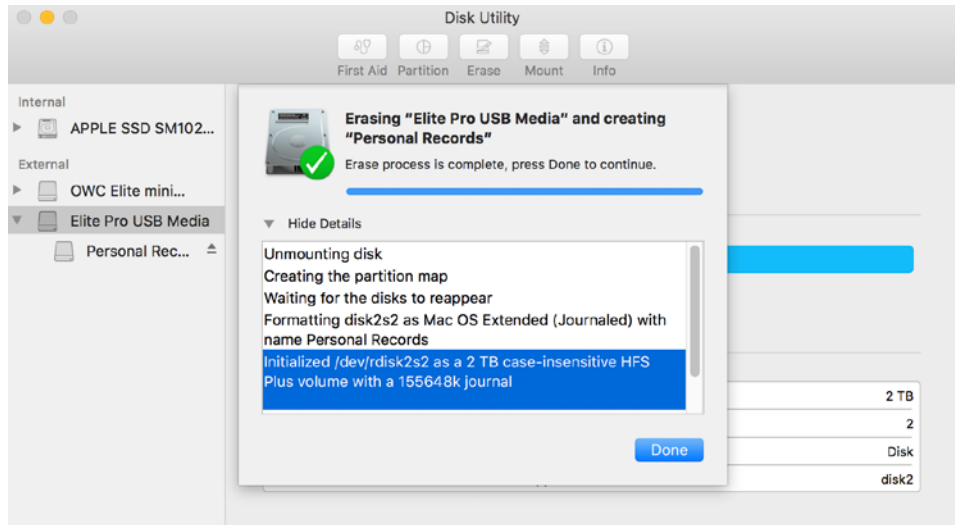 Disk Utility
First Aid Partition Erase Mount Info
Internal
APPLE SSD SM102...
External
OWC Elite mini...
Elite Pro USB Media
Personal Rec...
Erasing “Elite Pro USB Media” and creating
“Personal Records”
Erase process is complete, press Done to continue.
Hide Details
Unmounting disk
Creating the partition map
Waiting for the disks to reappear
Formatting disk2s2 as Mac OS Extended (Journaled) with
name Personal Records
Initialized /dev/rdisk2s2 as a 2 TB case-insensitive HFS
Plus volume with a 155648k journal
Done
2 TB
2
Disk
disk2